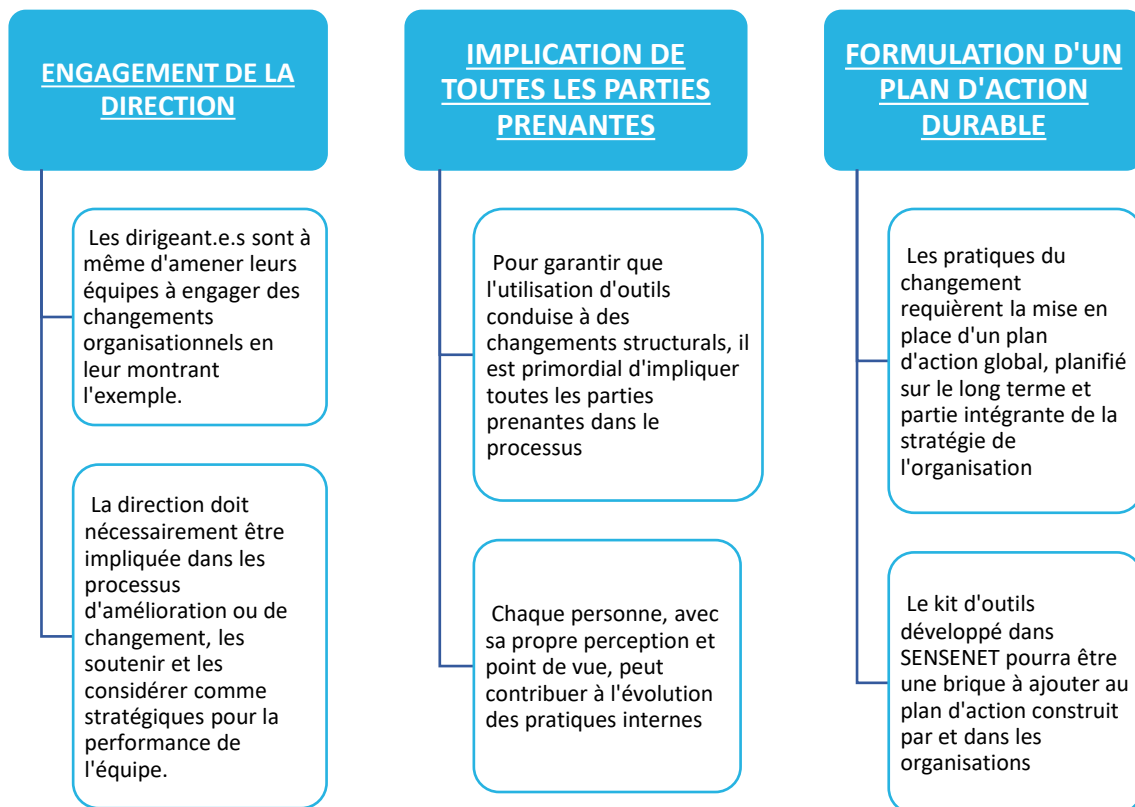 ENGAGEMENT DE LA
DIRECTION
Les dirigeant.e.s sont à
même d'amener leurs
équipes à engager des
changements
organisationnels en
leur montrant
l'exemple.
La direction doit
nécessairement être
impliquée dans les
processus
d'amélioration ou de
changement, les
soutenir et les
considérer comme
stratégiques pour la
performance de
l'équipe.
IMPLICATION DE
TOUTES LES PARTIES
PRENANTES
Pour garantir que
l'utilisation d'outils
conduise à des
changements structurals, il
est primordial d'impliquer
toutes les parties
prenantes dans le
processus
Chaque personne, avec
sa propre perception et
point de vue, peut
contribuer à l'évolution
des pratiques internes
FORMULATION D'UN
PLAN D'ACTION
DURABLE
Les pratiques du
changement
requièrent la mise en
place d'un plan
d'action global, planifié
sur le long terme et
partie intégrante de la
stratégie de
l'organisation
Le kit d'outils
développé dans
SENSENET pourra être
une brique à ajouter au
plan d'action construit
par et dans les
organisations